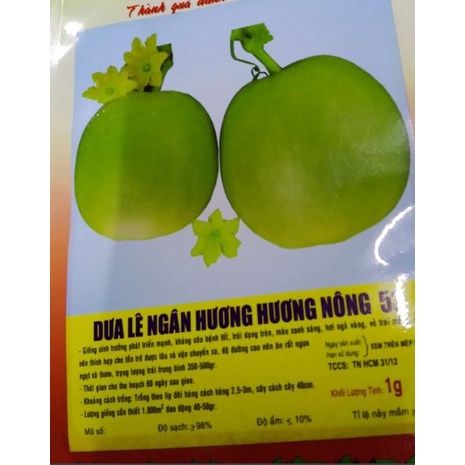 Thành quả
DƯA LÊ NGÂN HƯƠNG HƯƠNG NÔNG
- Giống sinh trưởng phát triển mạnh, kháng sâu bệnh tốt, trái dạng tròn, màu xanh sáng, hơi ngả vàng, vỏ trái
nên thích hợp cho tồn trữ được lâu và vận chuyển xa, độ đường cao nên ăn rất ngon
ngọt và thơm, trọng lượng trái trung bình 350-500gr.
- Thời gian cho thu hoạch 60 ngày sau gieo.
- Khoảng cách trồng: Trồng theo líp đôi hàng cách hàng 2.5-3m, cây cách cây 40cm.
- Lượng giống cần thiết 1.000m² dao động 40-50gr.
Mã số:
Độ sạch: ≥ 98%
Độ ẩm: ≤ 10%
Ngày sản xuất:
Hạn sử dụng:
XEM TRÊN MÉP
TCCS: TN HCM 31/12
Khối Lượng Tịnh: 1g
Tỉ lệ nảy mầm